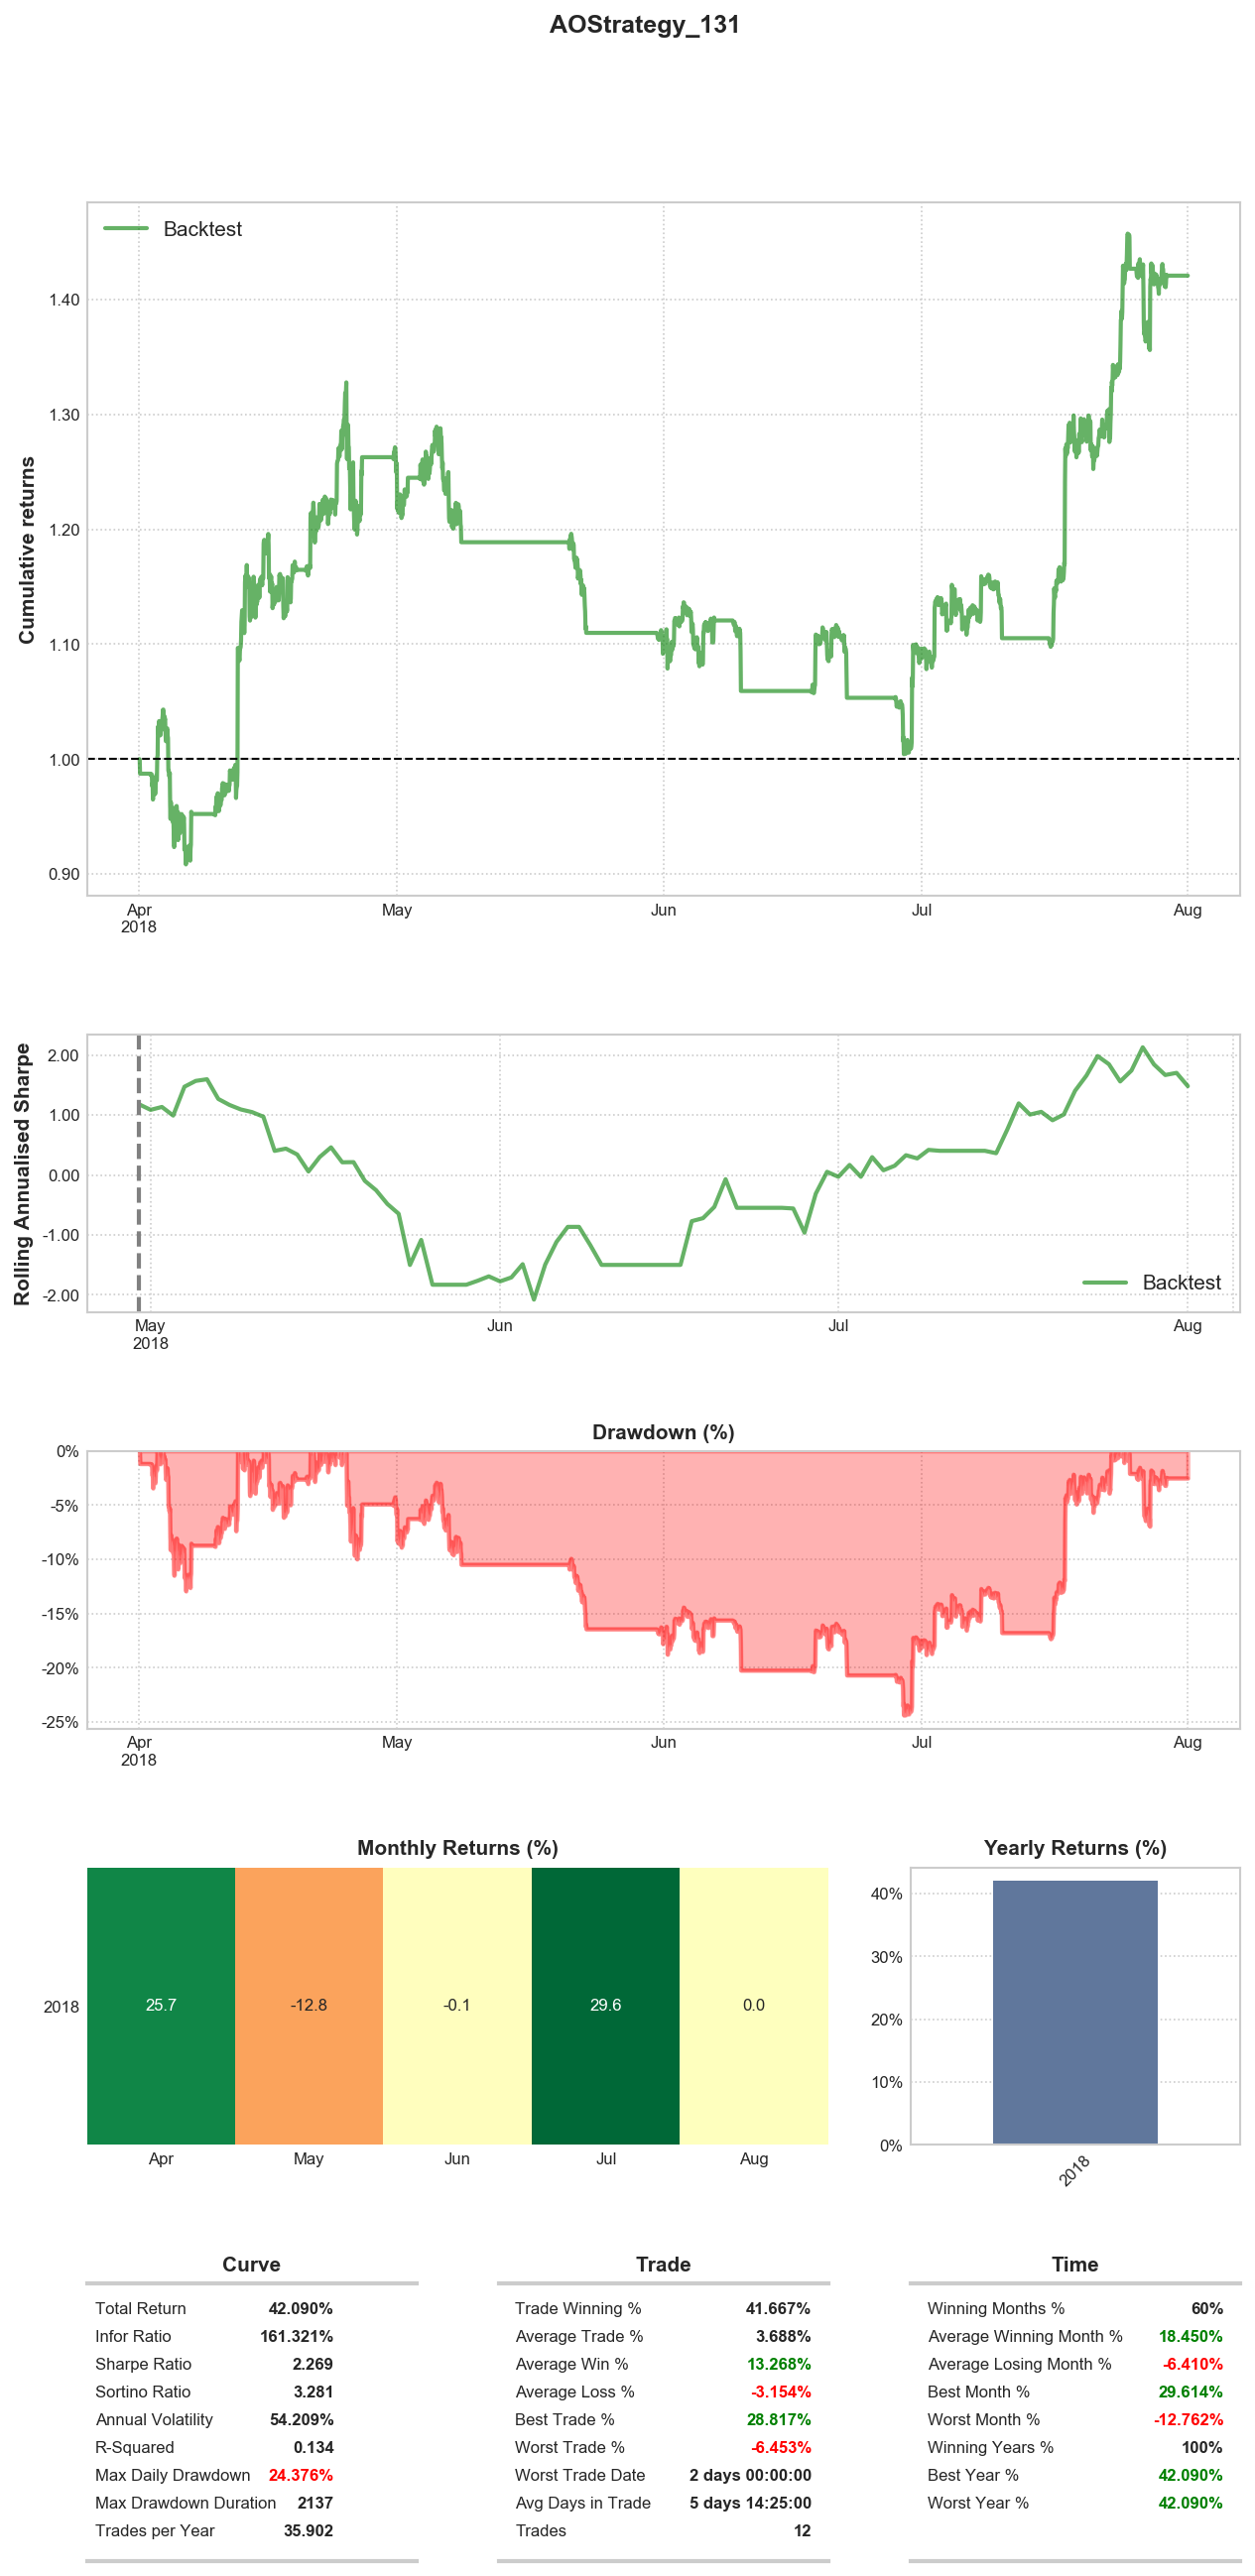 AOStrategy_131
Backtest
Cumulative returns
1.40
1.30
1.20
1.10
1.00
0.90
Apr May Jun Jul Aug
2018
Rolling Annualised Sharpe
2.00
1.00
0.00
-1.00
-2.00
Backtest
May Jun Jul Aug
2018
Drawdown (%)
0%
-5%
-10%
-15%
-20%
-25%
Apr May Jun Jul Aug
2018
Monthly Returns (%)
2018 25.7 -12.8 -0.1 29.6 0.0
Apr May Jun Jul Aug
Yearly Returns (%)
40%
30%
20%
10%
0%
2018
Curve
Total Return 42.090%
Infor Ratio 161.321%
Sharpe Ratio 2.269
Sortino Ratio 3.281
Annual Volatility 54.209%
R-Squared 0.134
Max Daily Drawdown 24.376%
Max Drawdown Duration 2137
Trades per Year 35.902
Trade
Trade Winning % 41.667%
Average Trade % 3.688%
Average Win % 13.268%
Average Loss % -3.154%
Best Trade % 28.817%
Worst Trade % -6.453%
Worst Trade Date 2 days 00:00:00
Avg Days in Trade 5 days 14:25:00
Trades 12
Time
Winning Months % 60%
Average Winning Month % 18.450%
Average Losing Month % -6.410%
Best Month % 29.614%
Worst Month % -12.762%
Winning Years % 100%
Best Year % 42.090%
Worst Year % 42.090%